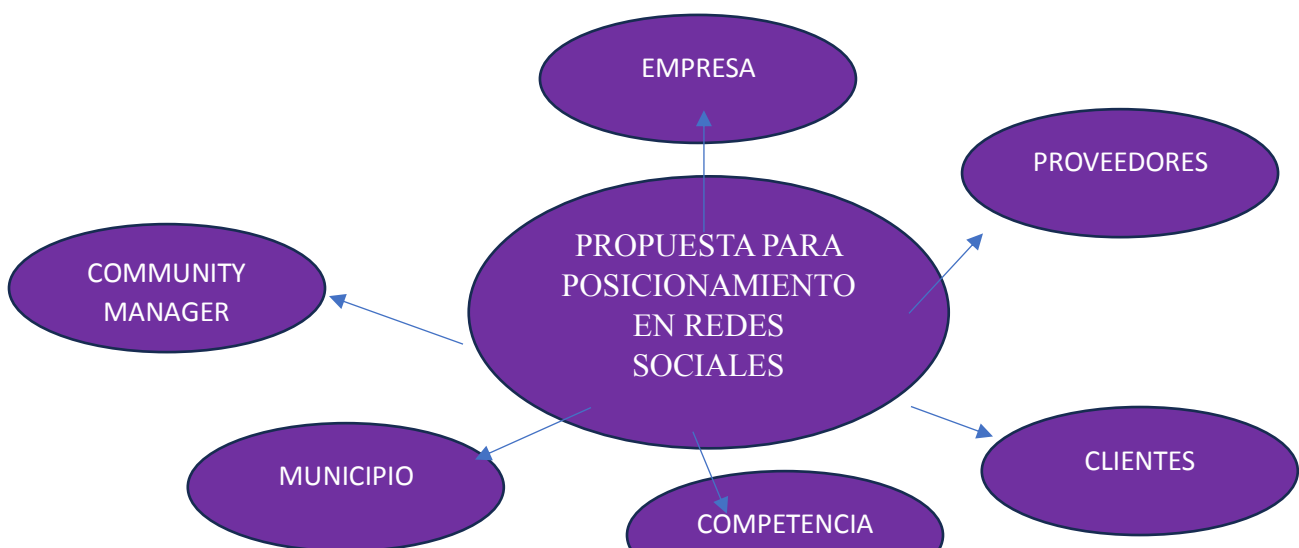 EMPRESA
PROVEEDORES
PROPUESTA PARA
POSICIONAMIENTO
EN REDES
SOCIALES
COMMUNITY
MANAGER
MUNICIPIO
CLIENTES
COMPETENCIA